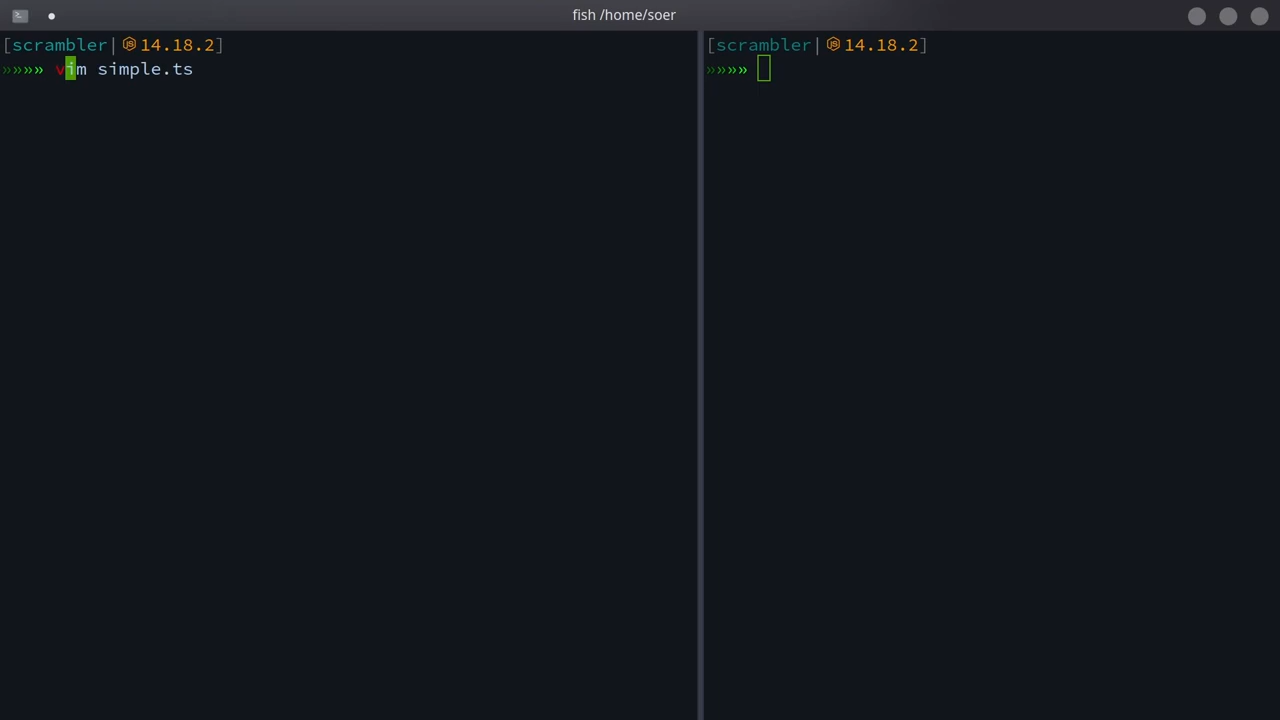 fish /home/soer
[scrambler| 14.18.2]
»»»» vim simple.ts
[scrambler| 14.18.2]
»»»»